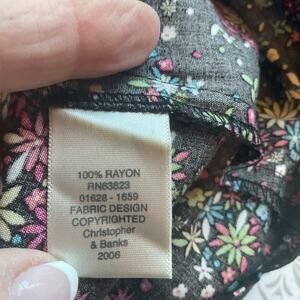 100% RAYON
RN63823
01628 - 1659
FABRIC DESIGN
COPYRIGHTED
Christopher
& Banks
2006